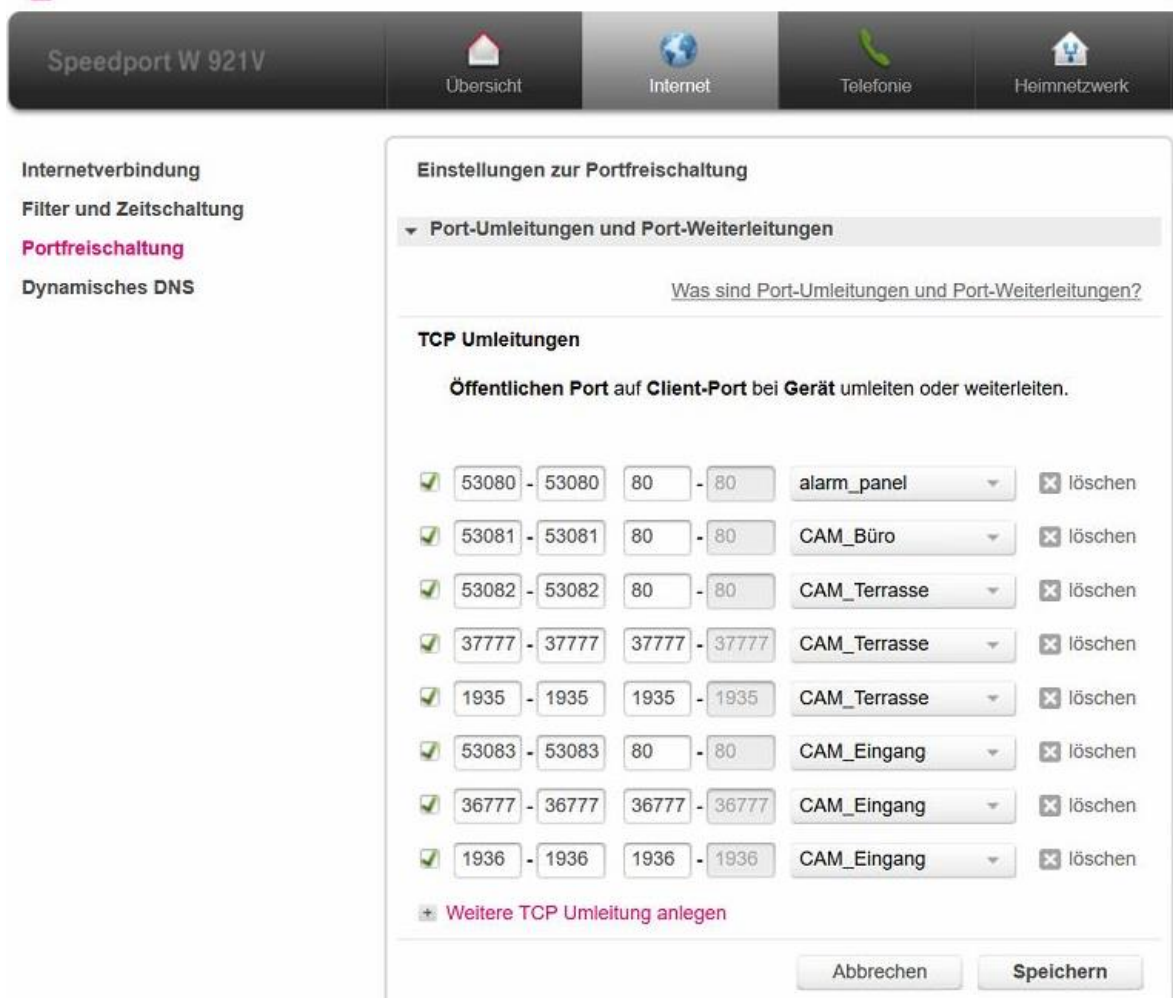 Speedport W 921V
Übersicht
Internet
Telefonie
Heimnetzwerk
Internetverbindung
Filter und Zeitschaltung
Portfreischaltung
Dynamisches DNS
Einstellungen zur Portfreischaltung
Port-Umleitungen und Port-Weiterleitungen
Was sind Port-Umleitungen und Port-Weiterleitungen?
TCP Umleitungen
Öffentlichen Port auf Client-Port bei Gerät umleiten oder weiterleiten.
53080 - 53080 80 - 80 alarm_panel löschen
53081 - 53081 80 - 80 CAM_Büro löschen
53082 - 53082 80 - 80 CAM_Terrasse löschen
37777 - 37777 37777 - 37777 CAM_Terrasse löschen
1935 - 1935 1935 - 1935 CAM_Terrasse löschen
53083 - 53083 80 - 80 CAM_Eingang löschen
36777 - 36777 36777 - 36777 CAM_Eingang löschen
1936 - 1936 1936 - 1936 CAM_Eingang löschen
Weitere TCP Umleitung anlegen
Abbrechen
Speichern